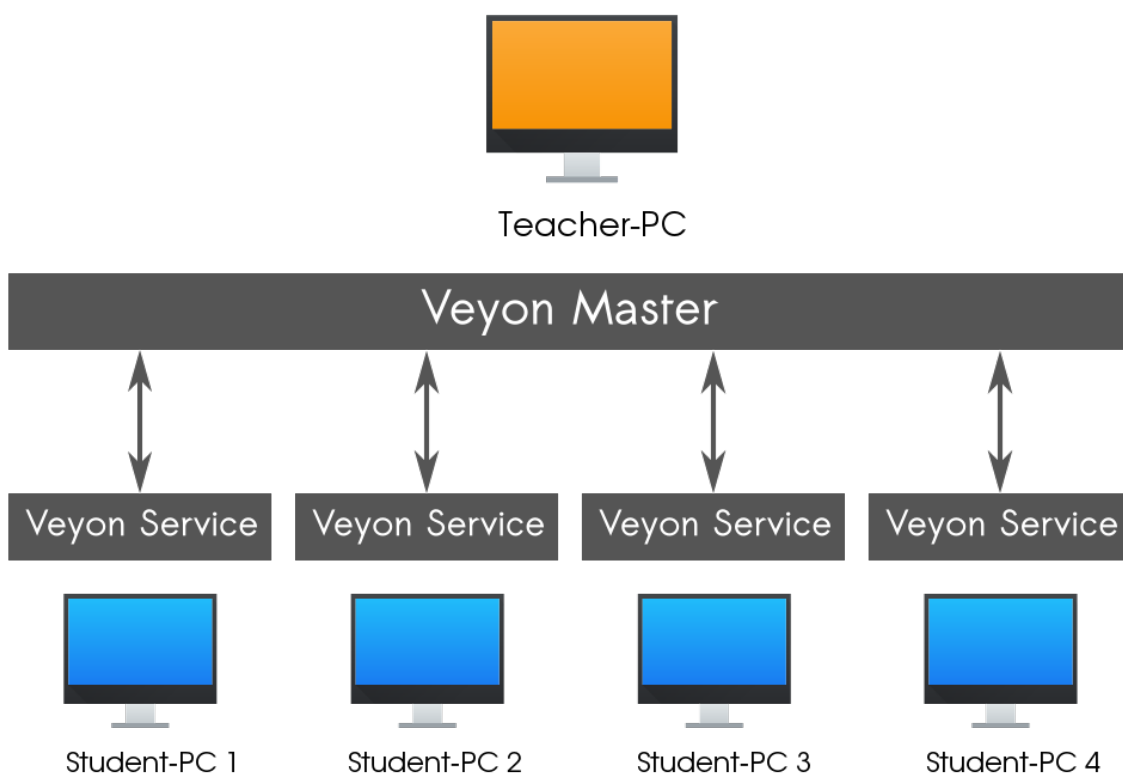 Teacher-PC
Veyon Master
Veyon Service
Veyon Service
Veyon Service
Veyon Service
Student-PC 1
Student-PC 2
Student-PC 3
Student-PC 4